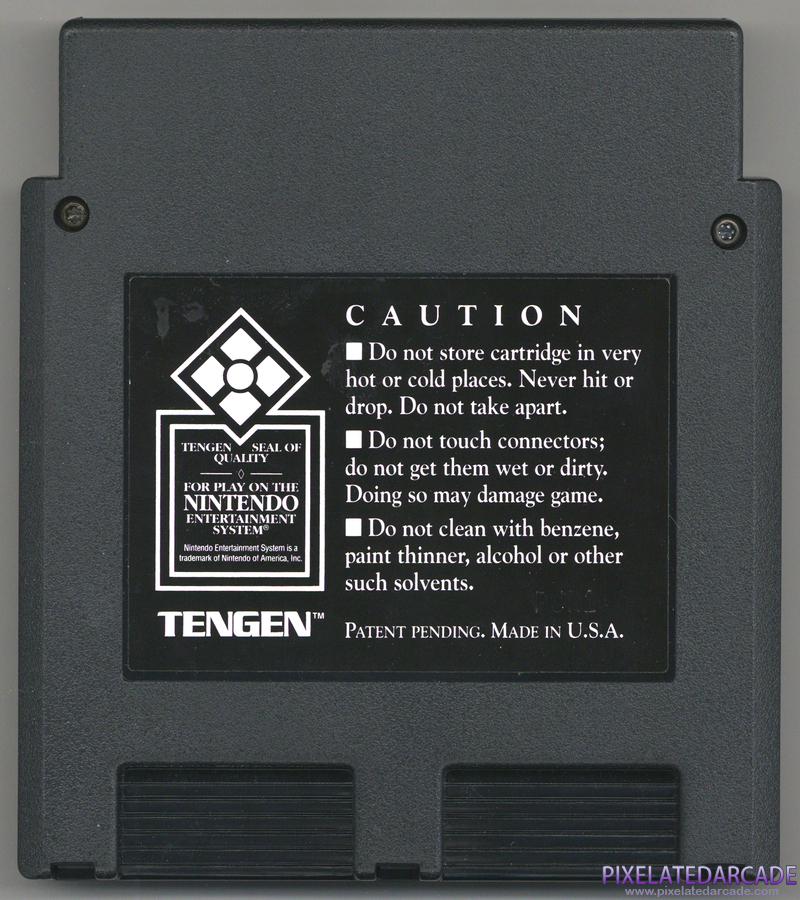 CAUTION
Do not store cartridge in very
hot or cold places. Never hit or
drop. Do not take apart.
Do not touch connectors;
do not get them wet or dirty.
Doing so may damage game.
Do not clean with benzene,
paint thinner, alcohol or other
such solvents.
PATENT PENDING. MADE IN U.S.A.
TENGEN SEAL OF
QUALITY
FOR PLAY ON THE
NINTENDO
ENTERTAINMENT
SYSTEM®
Nintendo Entertainment System is a
trademark of Nintendo of America, Inc.
TENGEN™
PIXELATEDARCADE
www.pixelatedarcade.com